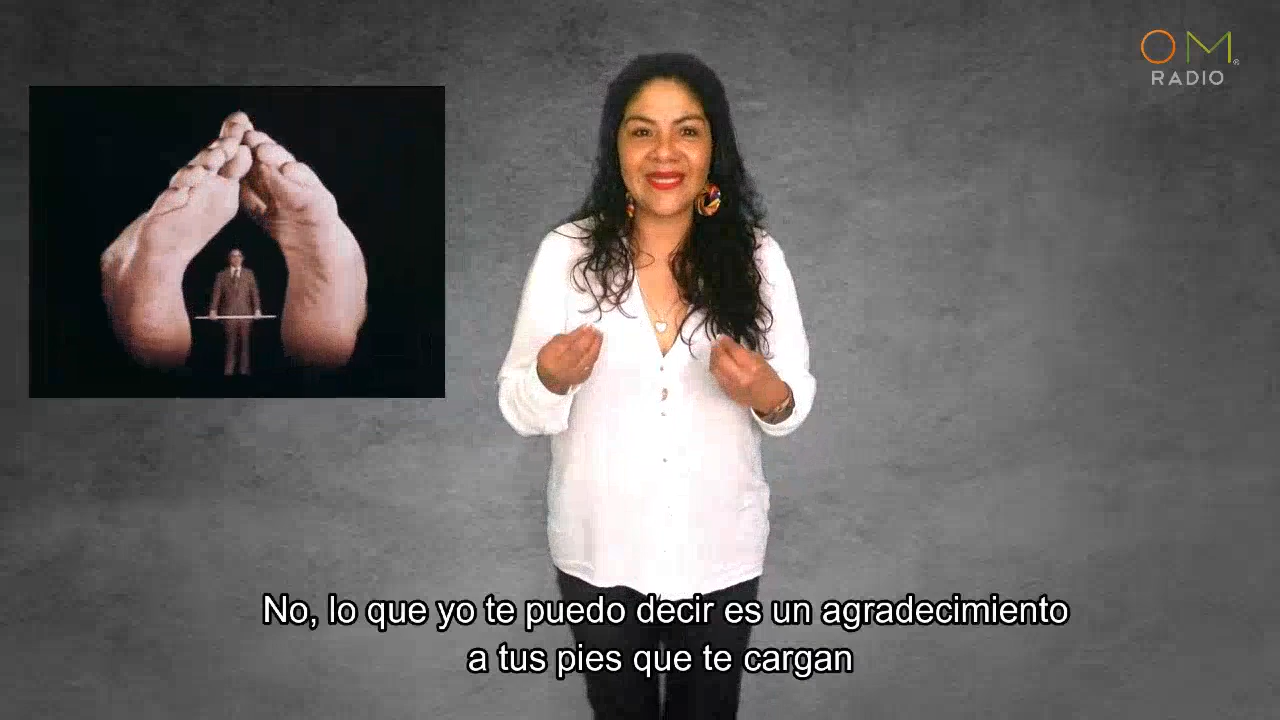 OM®
RADIO
No, lo que yo te puedo decir es un agradecimiento
a tus pies que te cargan